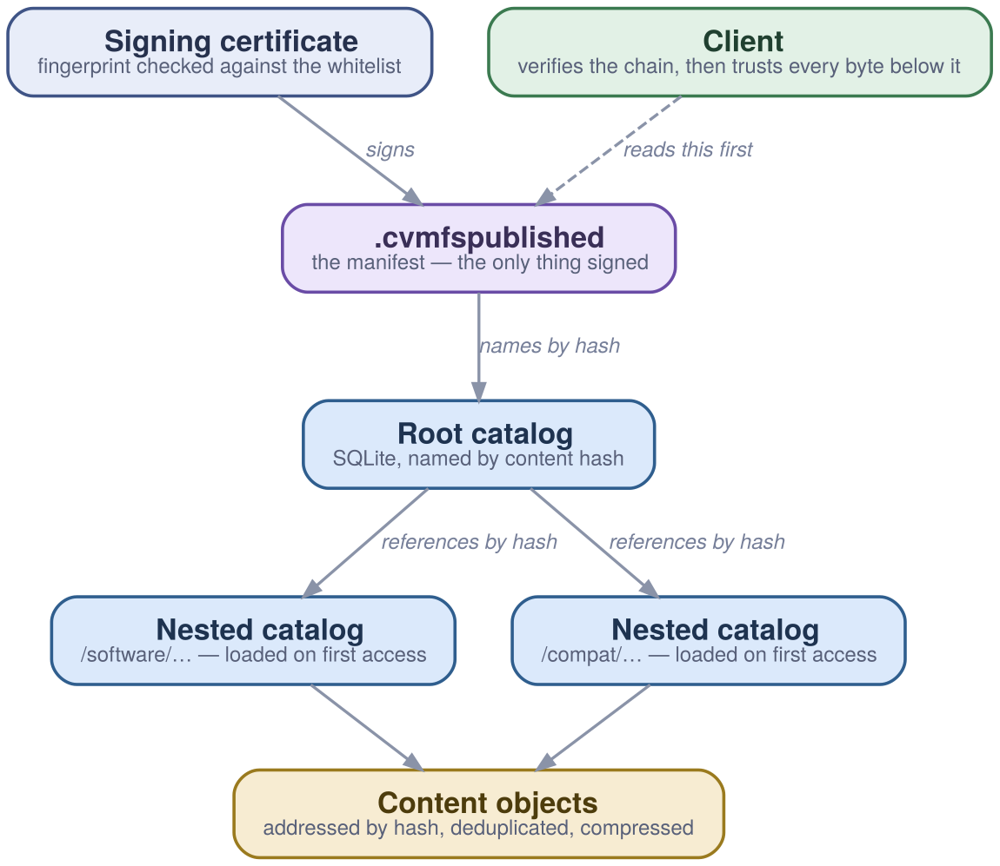 Signing certificate
fingerprint checked against the whitelist
Client
verifies the chain, then trusts every byte below it
signs
reads this first
.cvmfspublished
the manifest — the only thing signed
names by hash
Root catalog
SQLite, named by content hash
references by hash
references by hash
Nested catalog
/software/… — loaded on first access
Nested catalog
/compat/… — loaded on first access
Content objects
addressed by hash, deduplicated, compressed